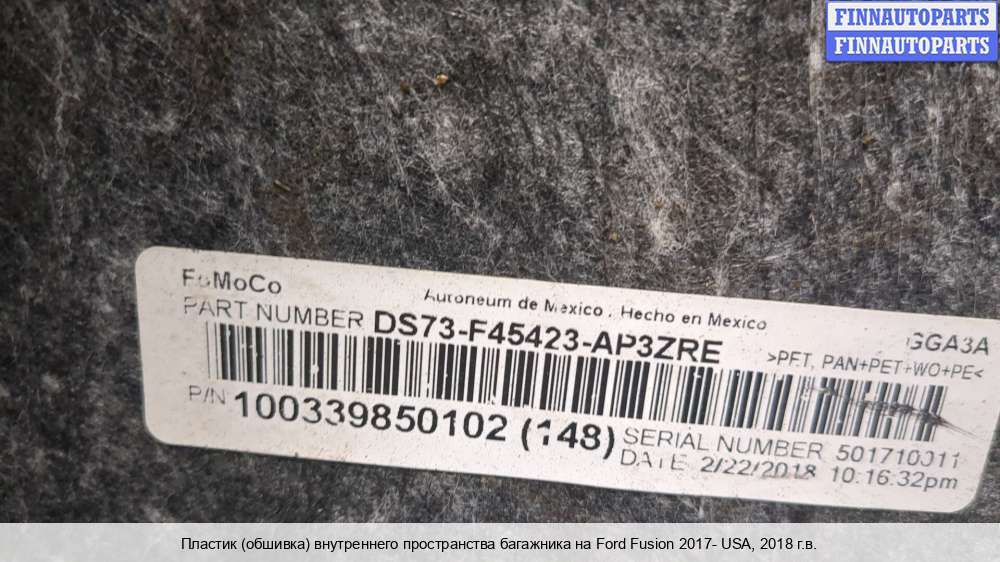 FINNAUTOPARTS
FINNAUTOPARTS
FoMoCo
Autoneum de Mexico . Hecho en Mexico
PART NUMBER DS73-F45423-AP3ZRE
GGA3A
>PET, PAN+PET+WO+PE<
P/N 100339850102 (148)
SERIAL NUMBER 501710011
DATE 2/22/2018 10:16:32pm
Пластик (обшивка) внутреннего пространства багажника на Ford Fusion 2017- USA, 2018 г.в.